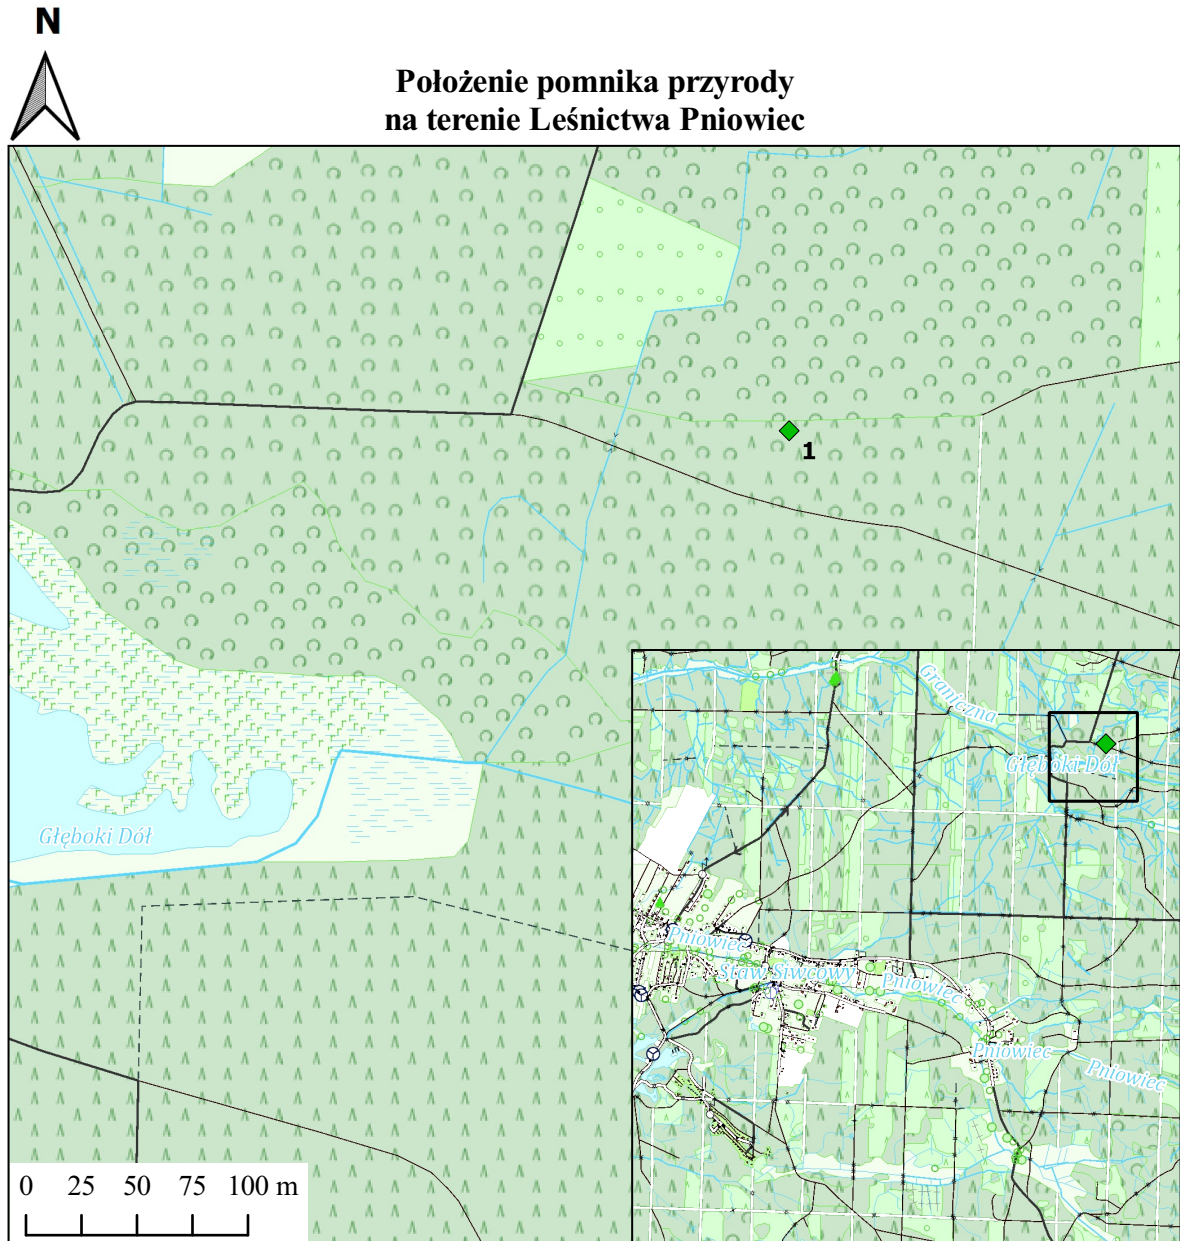 N
Położenie pomnika przyrody
na terenie Leśnictwa Pniowiec
1
Graniczna
Głęboki Dół
Głęboki Dół
Pniowiec
Staw Siwcowy
Pniowiec
Pniowiec
Pniowiec
0 25 50 75 100 m